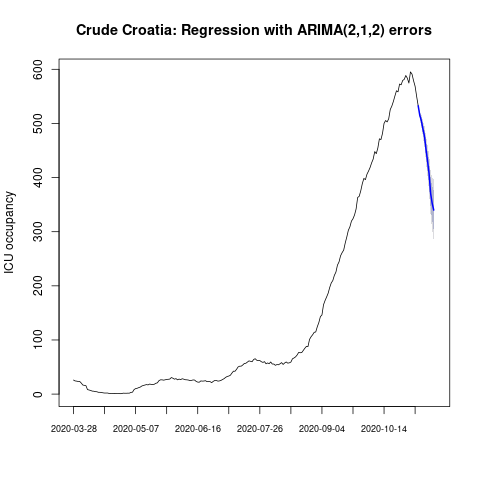 Crude Croatia: Regression with ARIMA(2,1,2) errors
ICU occupancy
600
500
400
300
200
100
0
2020-03-28 2020-05-07 2020-06-16 2020-07-26 2020-09-04 2020-10-14